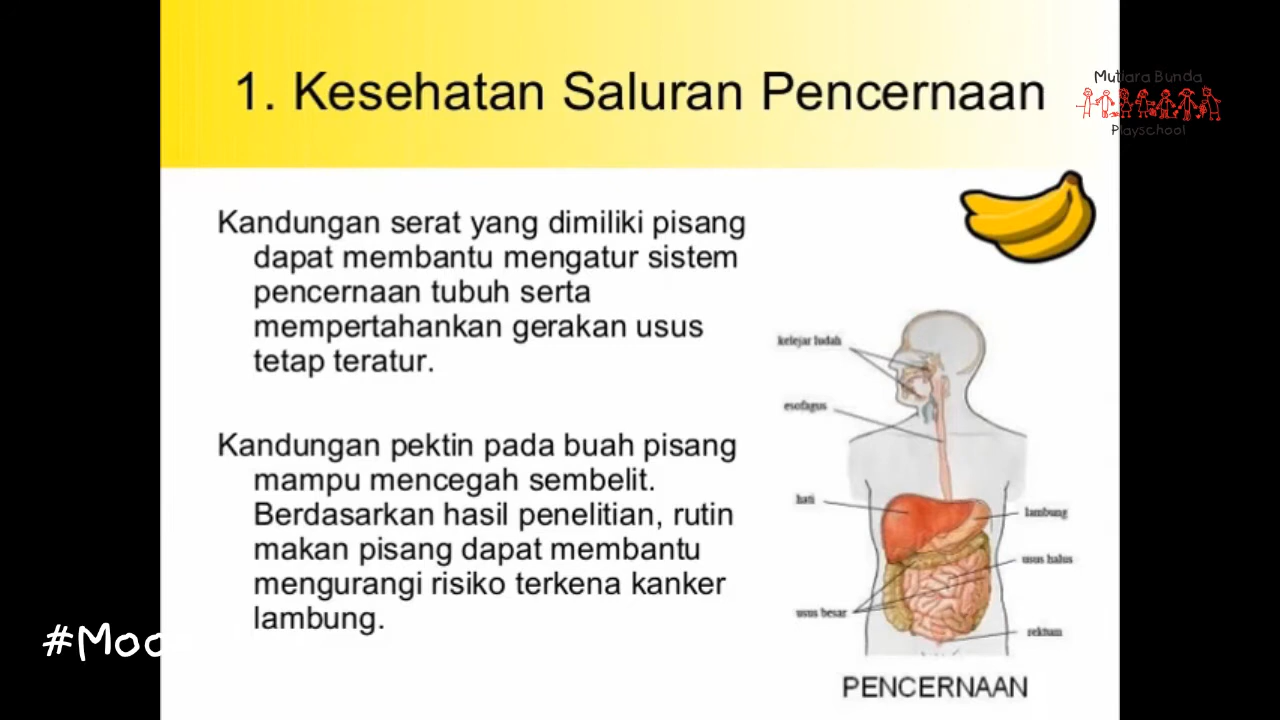 1. Kesehatan Saluran Pencernaan
Mutiara Bunda
Playschool
Kandungan serat yang dimiliki pisang
dapat membantu mengatur sistem
pencernaan tubuh serta
mempertahankan gerakan usus
tetap teratur.
Kandungan pektin pada buah pisang
mampu mencegah sembelit.
Berdasarkan hasil penelitian, rutin
makan pisang dapat membantu
mengurangi risiko terkena kanker
lambung.
kelejar ludah
esofagus
hati
lambung
usus halus
usus besar
rektum
PENCERNAAN